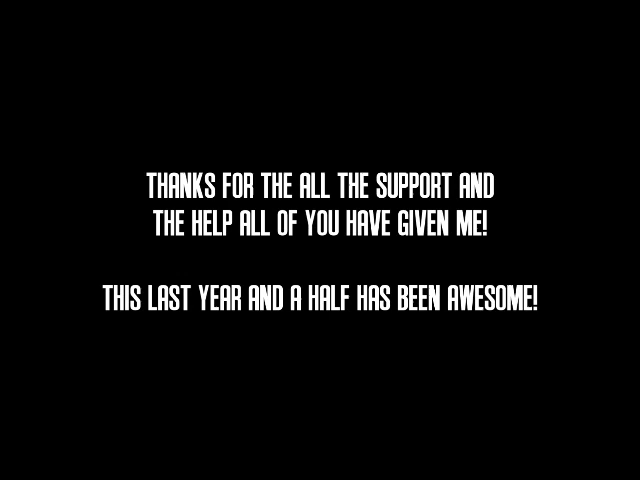 THANKS FOR THE ALL THE SUPPORT AND
THE HELP ALL OF YOU HAVE GIVEN ME!
THIS LAST YEAR AND A HALF HAS BEEN AWESOME!